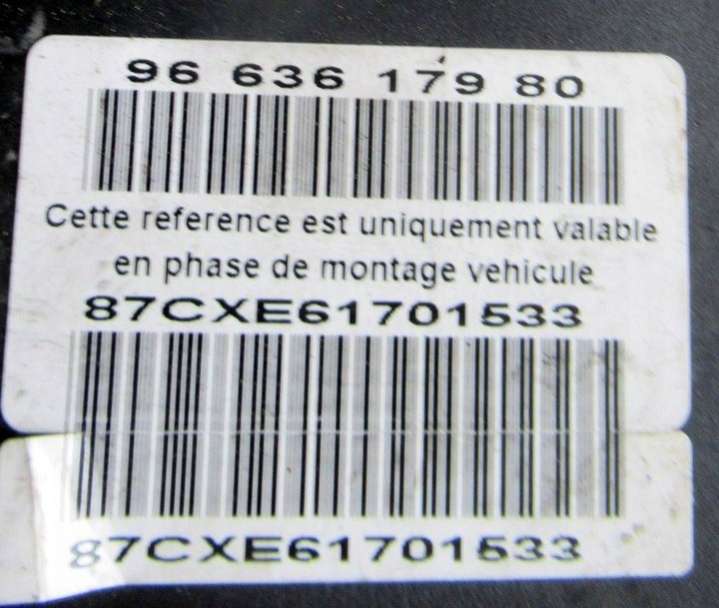 96 636 179 80
Cette reference est uniquement valable
en phase de montage vehicule
87CXE61701533
87CXE61701533